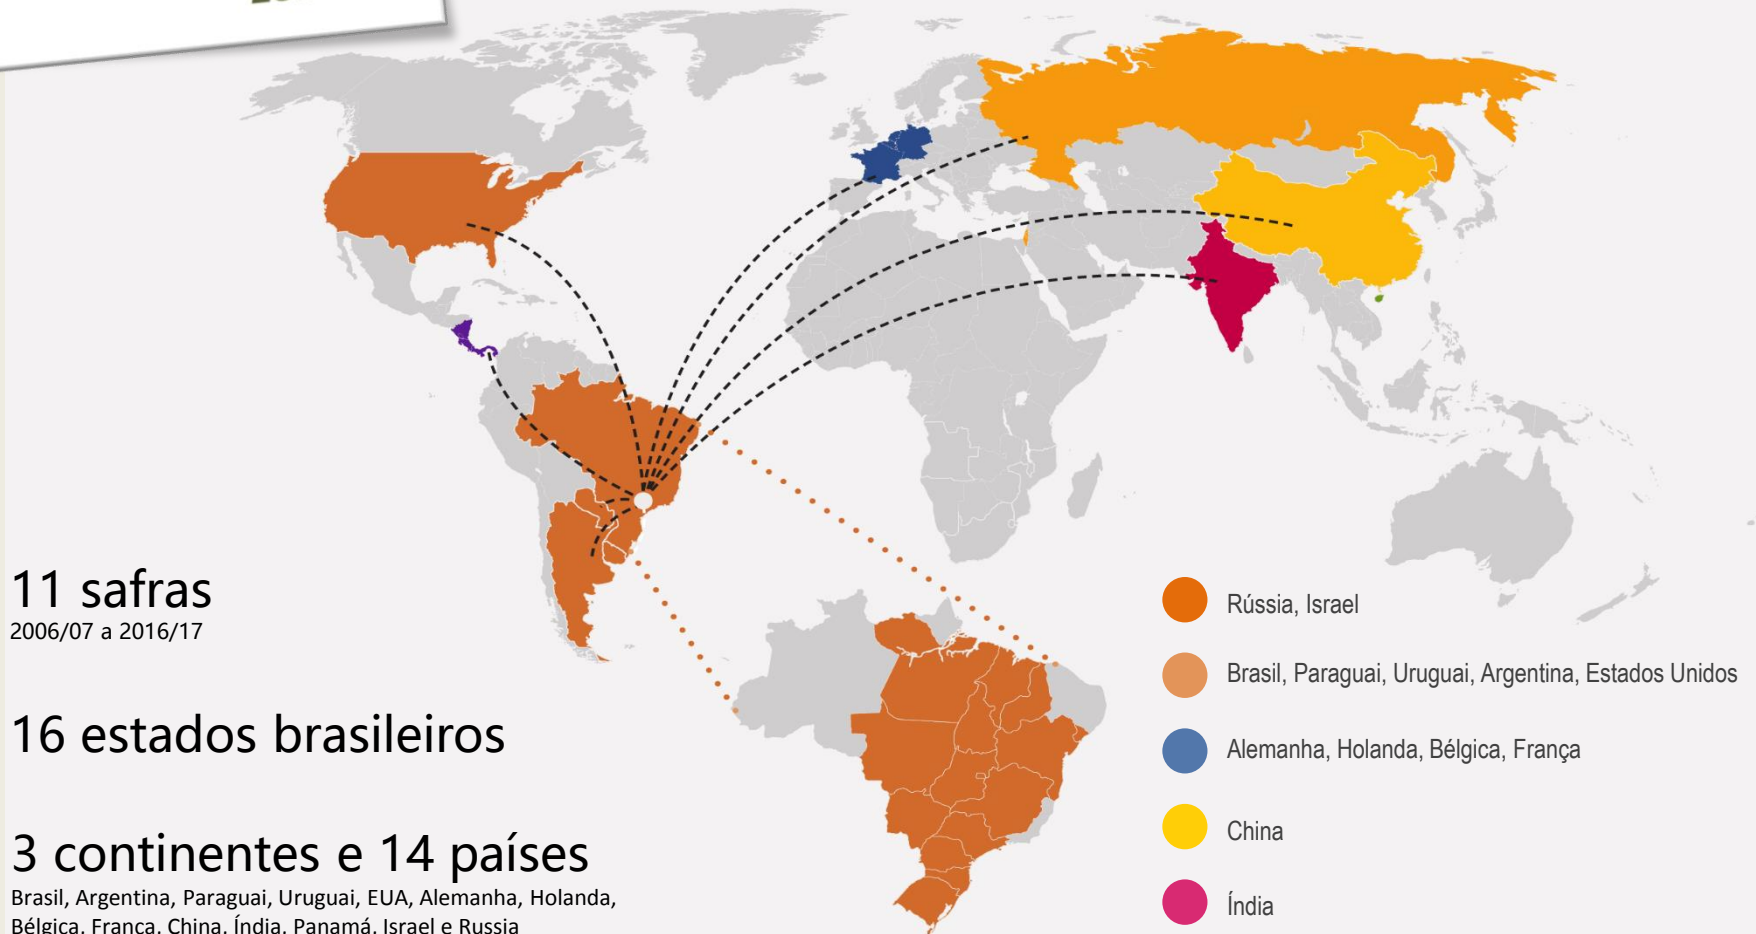 11 safras
2006/07 a 2016/17
16 estados brasileiros
3 continentes e 14 países
Brasil, Argentina, Paraguai, Uruguai, EUA, Alemanha, Holanda,
Bélgica, França, China, Índia, Panamá, Israel e Russia
Rússia, Israel
Brasil, Paraguai, Uruguai, Argentina, Estados Unidos
Alemanha, Holanda, Bélgica, França
China
Índia